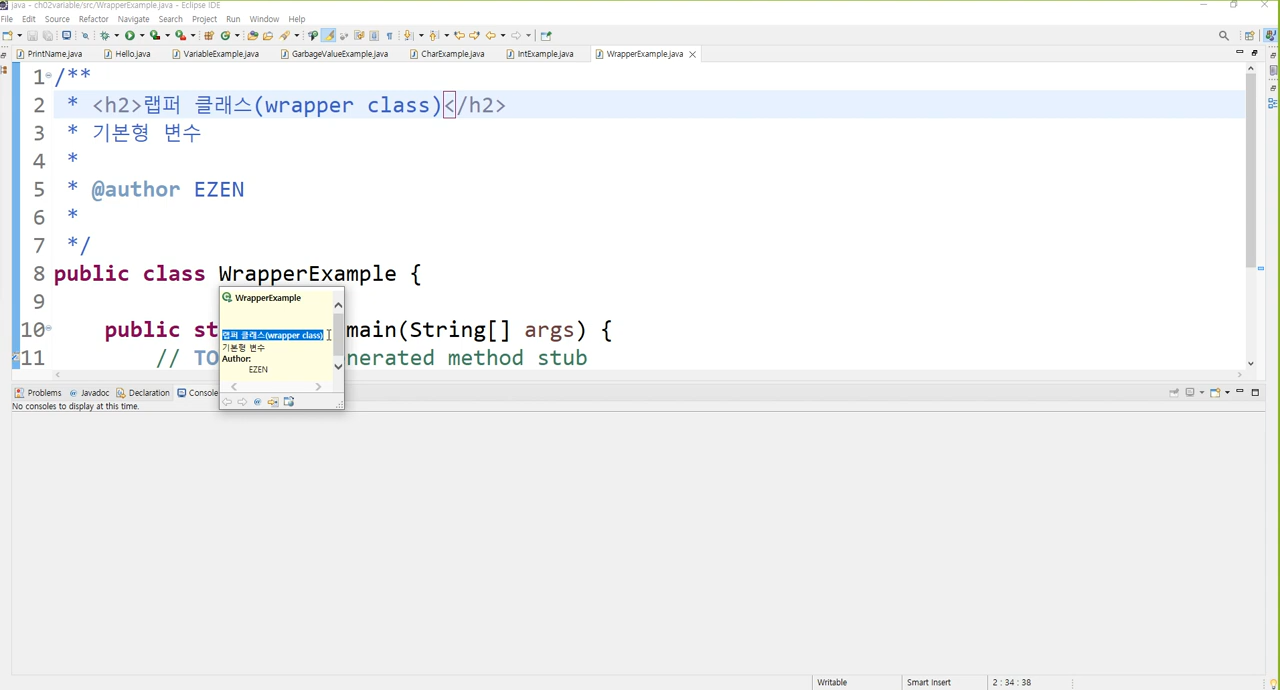 java - ch02variable/src/WrapperExample.java - Eclipse IDE
File Edit Source Refactor Navigate Search Project Run Window Help
PrintName.java Hello.java VariableExample.java GarbageValueExample.java CharExample.java IntExample.java WrapperExample.java
1 /**
2 * <h2>랩퍼 클래스(wrapper class)</h2>
3 * 기본형 변수
4 *
5 * @author EZEN
6 *
7 */
8 public class WrapperExample {
9
10 public st main(String[] args) {
11 // TO nerated method stub
WrapperExample
랩퍼 클래스(wrapper class)
기본형 변수
Author:
EZEN
Problems Javadoc Declaration Console
No consoles to display at this time.
Writable Smart Insert 2 : 34 : 38